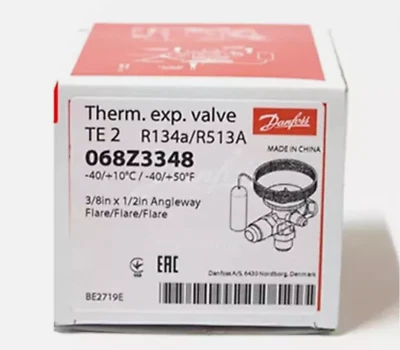 Therm. exp. valve
TE 2 R134a/R513A
068Z3348
-40/+10°C / -40/+50°F
3/8in x 1/2in Angleway
Flare/Flare/Flare
Danfoss
MADE IN CHINA
EAC
Danfoss A/S, 6430 Nordborg, Denmark
BE2719E